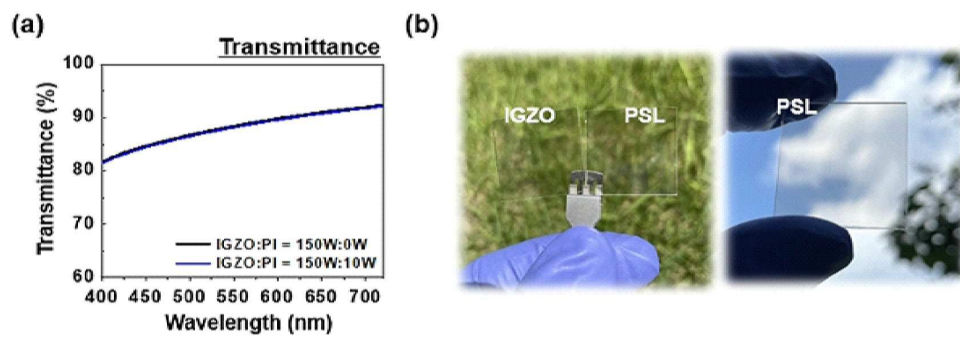 (a)
Transmittance
100
90
80
70
60
Transmittance (%)
IGZO:PI = 150W:0W
IGZO:PI = 150W:10W
400 450 500 550 600 650 700
Wavelength (nm)
(b)
IGZO PSL
PSL